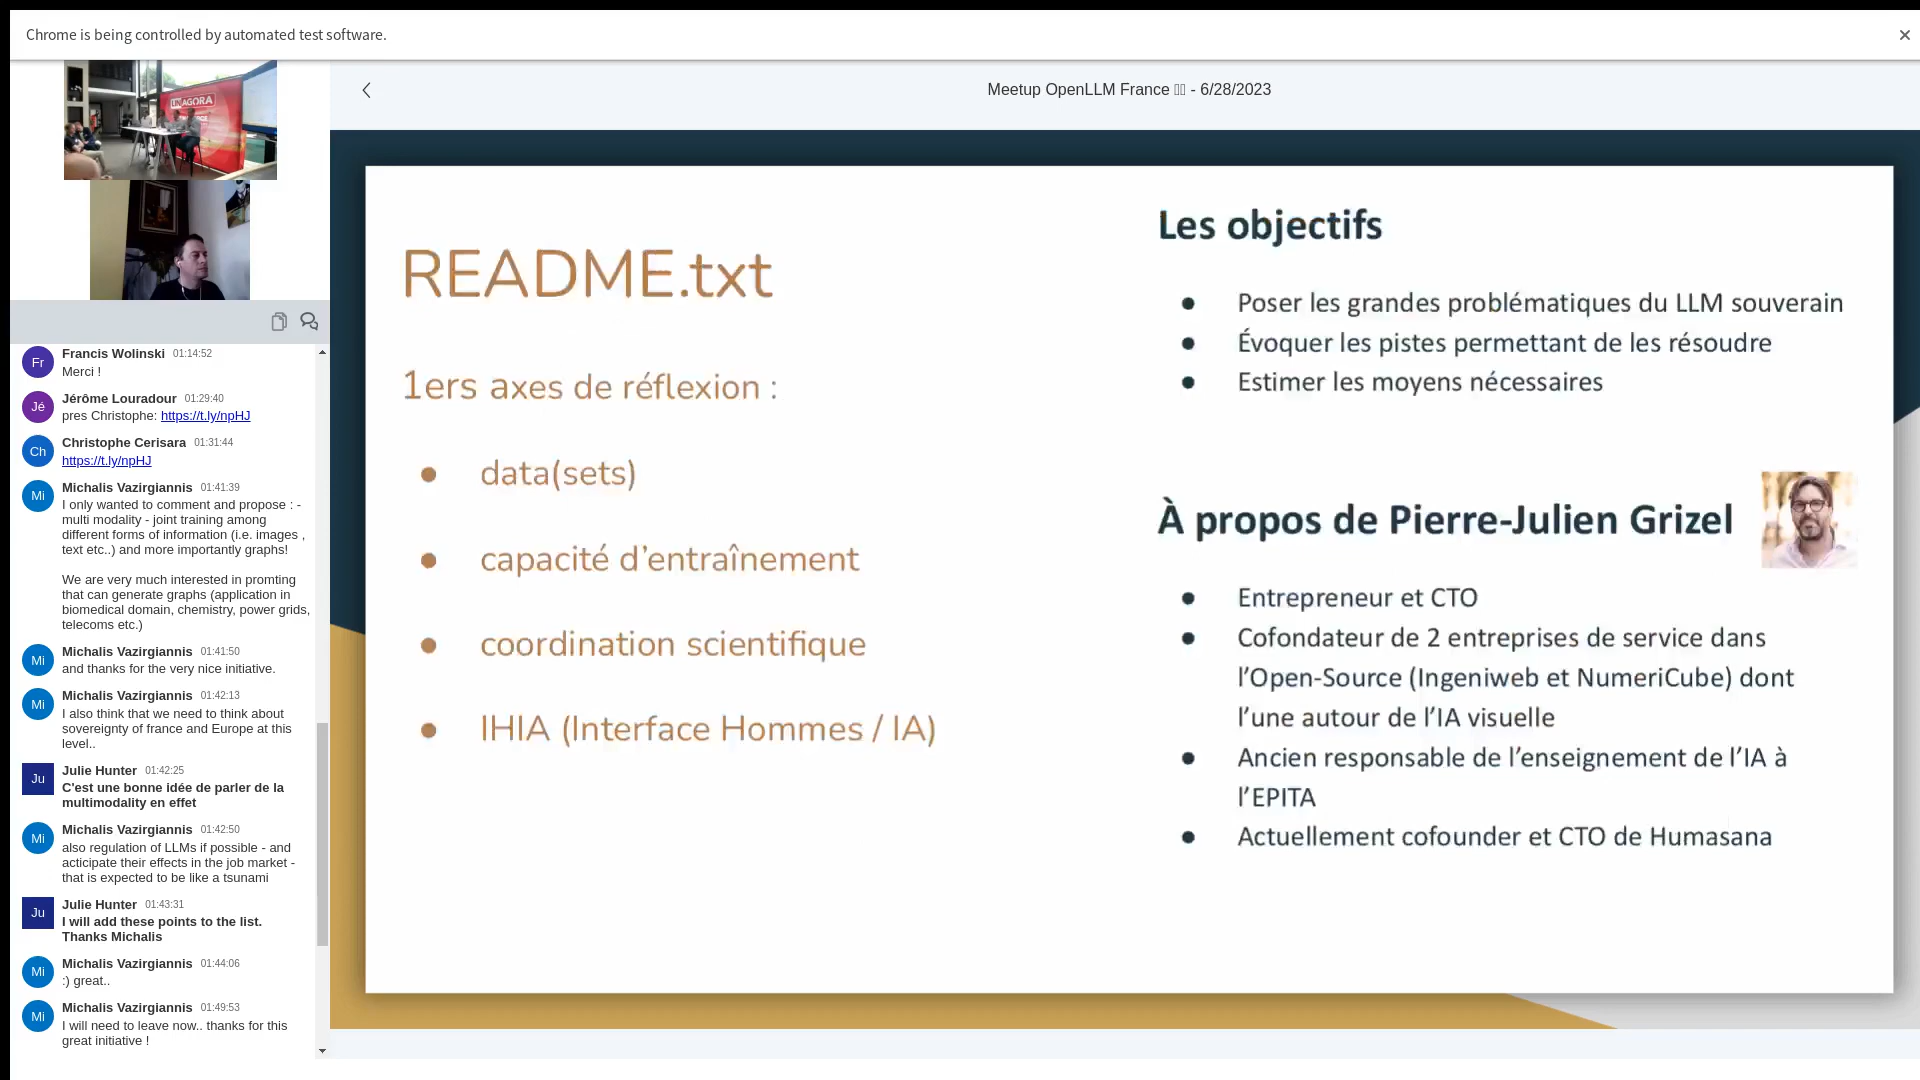 Chrome is being controlled by automated test software.
LINAGORA
Meetup OpenLLM France - 6/28/2023
Fr
Francis Wolinski 01:14:52
Merci !
Jé
Jérôme Louradour 01:29:40
pres Christophe: https://t.ly/npHJ
Ch
Christophe Cerisara 01:31:44
https://t.ly/npHJ
Mi
Michalis Vazirgiannis 01:41:39
I only wanted to comment and propose : -
multi modality - joint training among
different forms of information (i.e. images ,
text etc..) and more importantly graphs!
We are very much interested in promting
that can generate graphs (application in
biomedical domain, chemistry, power grids,
telecoms etc.)
Mi
Michalis Vazirgiannis 01:41:50
and thanks for the very nice initiative.
Mi
Michalis Vazirgiannis 01:42:13
I also think that we need to think about
sovereignty of france and Europe at this
level..
Ju
Julie Hunter 01:42:25
C'est une bonne idée de parler de la
multimodality en effet
Mi
Michalis Vazirgiannis 01:42:50
also regulation of LLMs if possible - and
acticipate their effects in the job market -
that is expected to be like a tsunami
Ju
Julie Hunter 01:43:31
I will add these points to the list.
Thanks Michalis
Mi
Michalis Vazirgiannis 01:44:06
:) great..
Mi
Michalis Vazirgiannis 01:49:53
I will need to leave now.. thanks for this
great initiative !
README.txt
1ers axes de réflexion :
● data(sets)
● capacité d'entraînement
● coordination scientifique
● IHIA (Interface Hommes / IA)
Les objectifs
● Poser les grandes problématiques du LLM souverain
● Évoquer les pistes permettant de les résoudre
● Estimer les moyens nécessaires
À propos de Pierre-Julien Grizel
● Entrepreneur et CTO
● Cofondateur de 2 entreprises de service dans
l'Open-Source (Ingeniweb et NumeriCube) dont
l'une autour de l'IA visuelle
● Ancien responsable de l'enseignement de l'IA à
l'EPITA
● Actuellement cofounder et CTO de Humasana